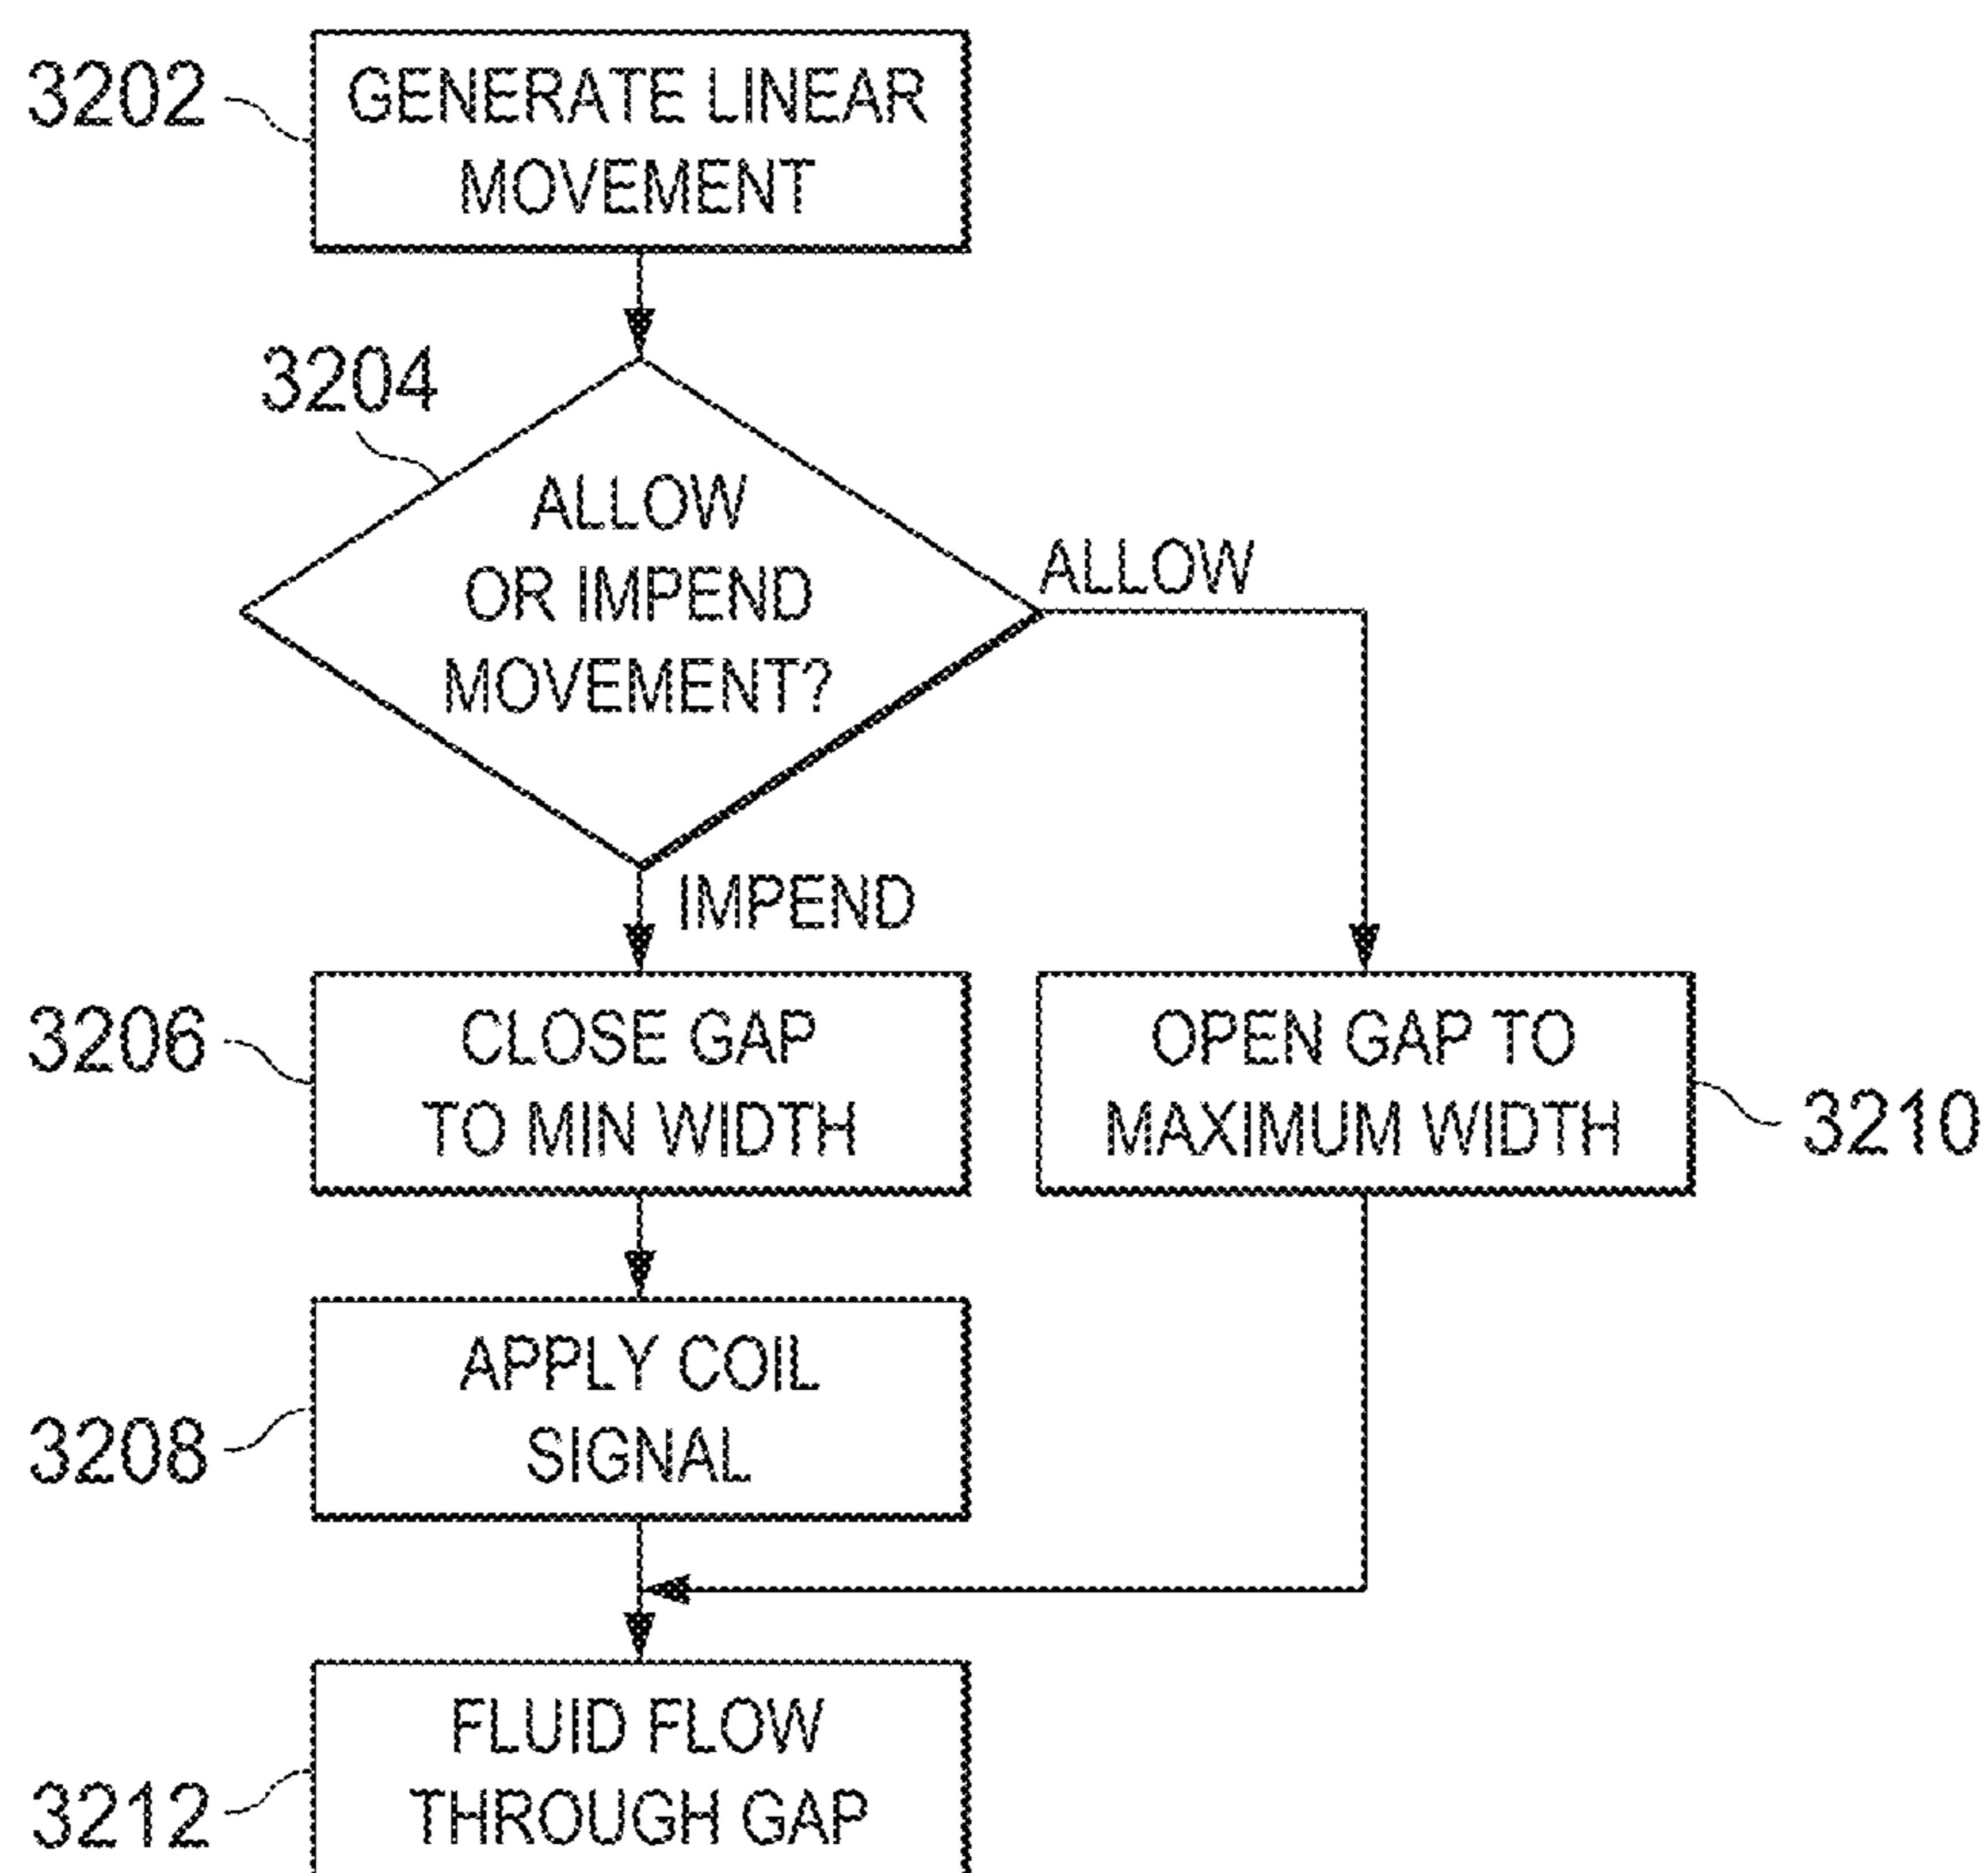 3202
GENERATE LINEAR
MOVEMENT
3204
ALLOW
OR IMPEND
MOVEMENT?
ALLOW
IMPEND
3206
CLOSE GAP
TO MIN WIDTH
OPEN GAP TO
MAXIMUM WIDTH
3210
3208
APPLY COIL
SIGNAL
3212
FLUID FLOW
THROUGH GAP